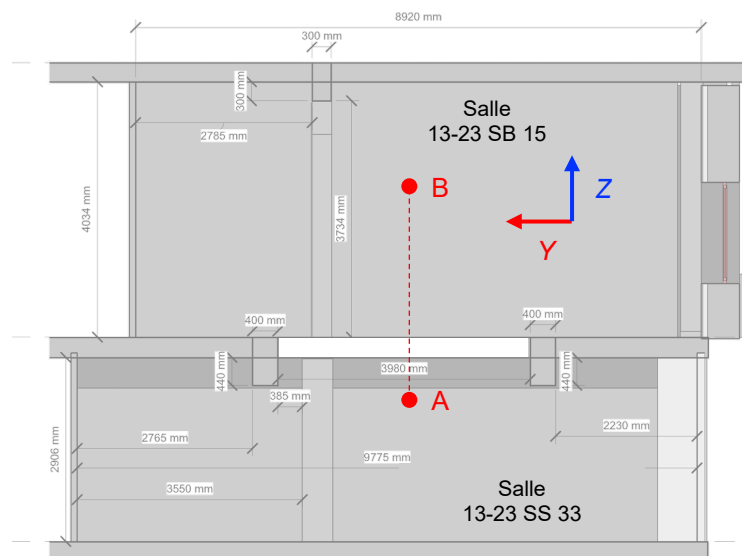 8920 mm
300 mm
300 mm
Salle
13-23 SB 15
2785 mm
B
Z
4034 mm
3734 mm
Y
400 mm
400 mm
440 mm
3980 mm
440 mm
385 mm
A
2765 mm
2230 mm
2906 mm
9775 mm
3550 mm
Salle
13-23 SS 33